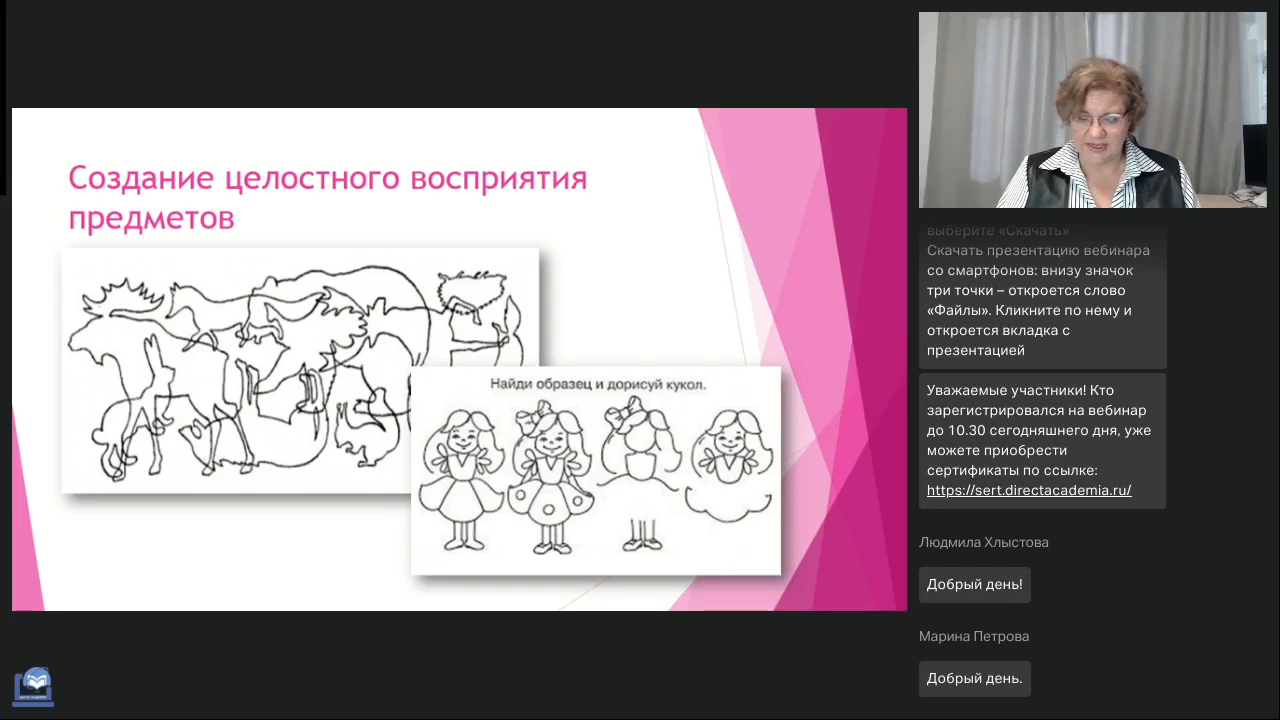 Создание целостного восприятия
предметов
Найди образец и дорисуй кукол.
выберите «Скачать»
Скачать презентацию вебинара
со смартфонов: внизу значок
три точки – откроется слово
«Файлы». Кликните по нему и
откроется вкладка с
презентацией
Уважаемые участники! Кто
зарегистрировался на вебинар
до 10.30 сегодняшнего дня, уже
можете приобрести
сертификаты по ссылке:
https://sert.directacademia.ru/
Людмила Хлыстова
Добрый день!
Марина Петрова
Добрый день.